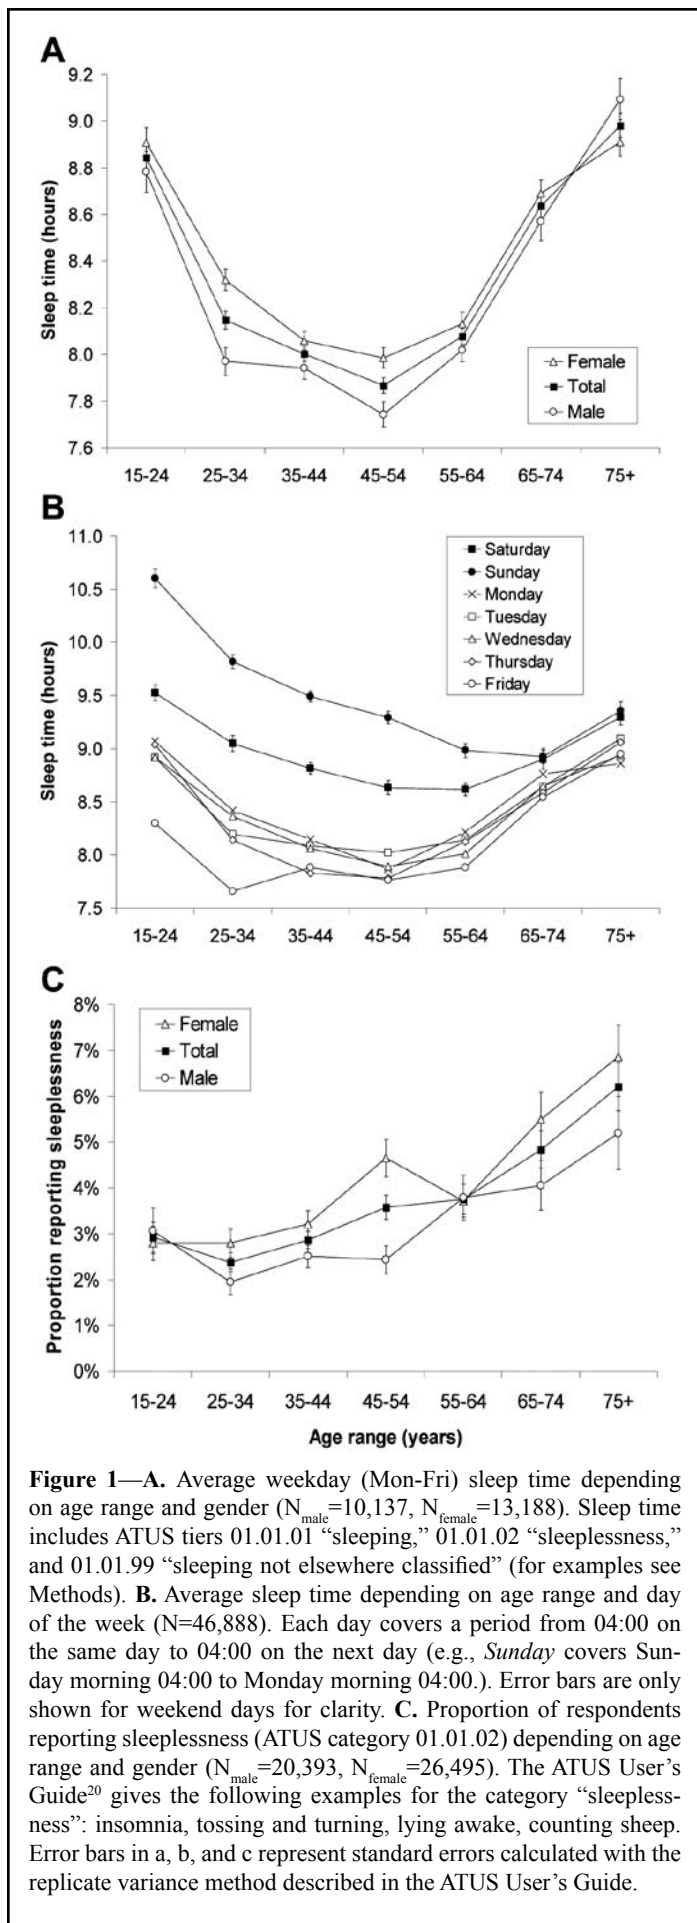 A
9.2
9.0
8.8
8.6
8.4
8.2
8.0
7.8
7.6
Sleep time (hours)
Female
Total
Male
15-24 25-34 35-44 45-54 55-64 65-74 75+
B
11.0
10.5
10.0
9.5
9.0
8.5
8.0
7.5
Sleep time (hours)
Saturday
Sunday
Monday
Tuesday
Wednesday
Thursday
Friday
15-24 25-34 35-44 45-54 55-64 65-74 75+
C
8%
7%
6%
5%
4%
3%
2%
1%
0%
Proportion reporting sleeplessness
Female
Total
Male
15-24 25-34 35-44 45-54 55-64 65-74 75+
Age range (years)
Figure 1—A. Average weekday (Mon-Fri) sleep time depending
on age range and gender (Nmale=10,137, Nfemale=13,188). Sleep time
includes ATUS tiers 01.01.01 “sleeping,” 01.01.02 “sleeplessness,”
and 01.01.99 “sleeping not elsewhere classified” (for examples see
Methods). B. Average sleep time depending on age range and day
of the week (N=46,888). Each day covers a period from 04:00 on
the same day to 04:00 on the next day (e.g., Sunday covers Sun-
day morning 04:00 to Monday morning 04:00.). Error bars are only
shown for weekend days for clarity. C. Proportion of respondents
reporting sleeplessness (ATUS category 01.01.02) depending on age
range and gender (Nmale=20,393, Nfemale=26,495). The ATUS User’s
Guide20 gives the following examples for the category “sleepless-
ness”: insomnia, tossing and turning, lying awake, counting sheep.
Error bars in a, b, and c represent standard errors calculated with the
replicate variance method described in the ATUS User’s Guide.